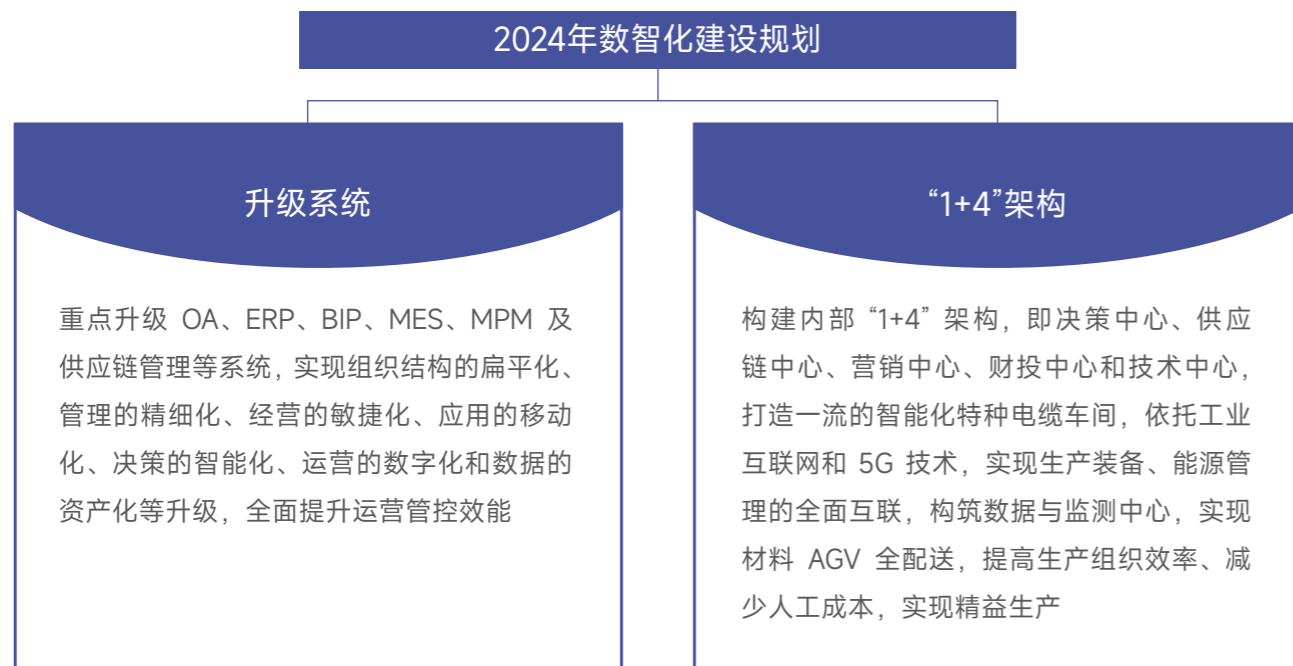 2024年数智化建设规划
升级系统
重点升级 OA、ERP、BIP、MES、MPM 及
供应链管理等系统，实现组织结构的扁平化、
管理的精细化、经营的敏捷化、应用的移动
化、决策的智能化、运营的数字化和数据的
资产化等升级，全面提升运营管控效能
“1+4”架构
构建内部 “1+4” 架构，即决策中心、供应
链中心、营销中心、财投中心和技术中心，
打造一流的智能化特种电缆车间，依托工业
互联网和 5G 技术，实现生产装备、能源管
理的全面互联，构筑数据与监测中心，实现
材料 AGV 全配送，提高生产组织效率、减
少人工成本，实现精益生产